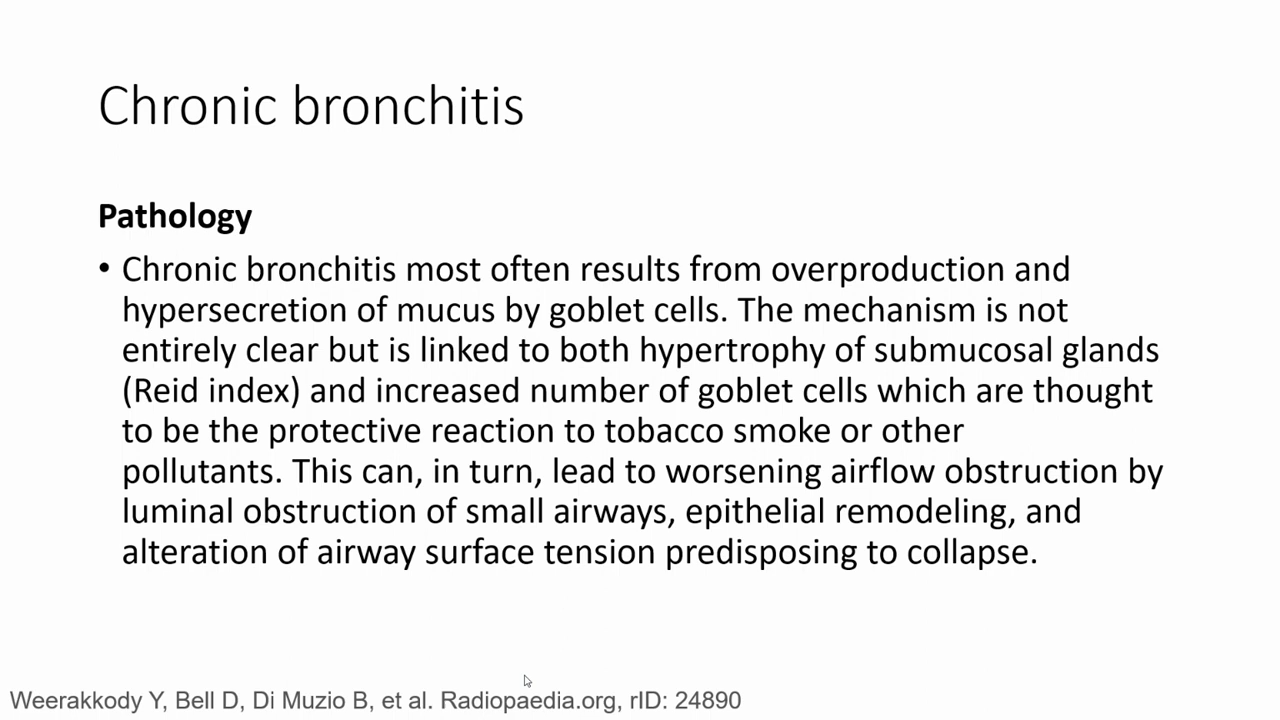 Chronic bronchitis
Pathology
• Chronic bronchitis most often results from overproduction and
hypersecretion of mucus by goblet cells. The mechanism is not
entirely clear but is linked to both hypertrophy of submucosal glands
(Reid index) and increased number of goblet cells which are thought
to be the protective reaction to tobacco smoke or other
pollutants. This can, in turn, lead to worsening airflow obstruction by
luminal obstruction of small airways, epithelial remodeling, and
alteration of airway surface tension predisposing to collapse.
Weerakkody Y, Bell D, Di Muzio B, et al. Radiopaedia.org, rID: 24890